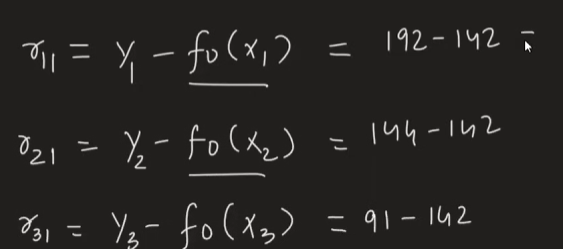 r₁₁ = y₁ - f₀(x₁) = 192 - 142 =
r₂₁ = y₂ - f₀(x₂) = 144 - 142
r₃₁ = y₃ - f₀(x₃) = 91 - 142